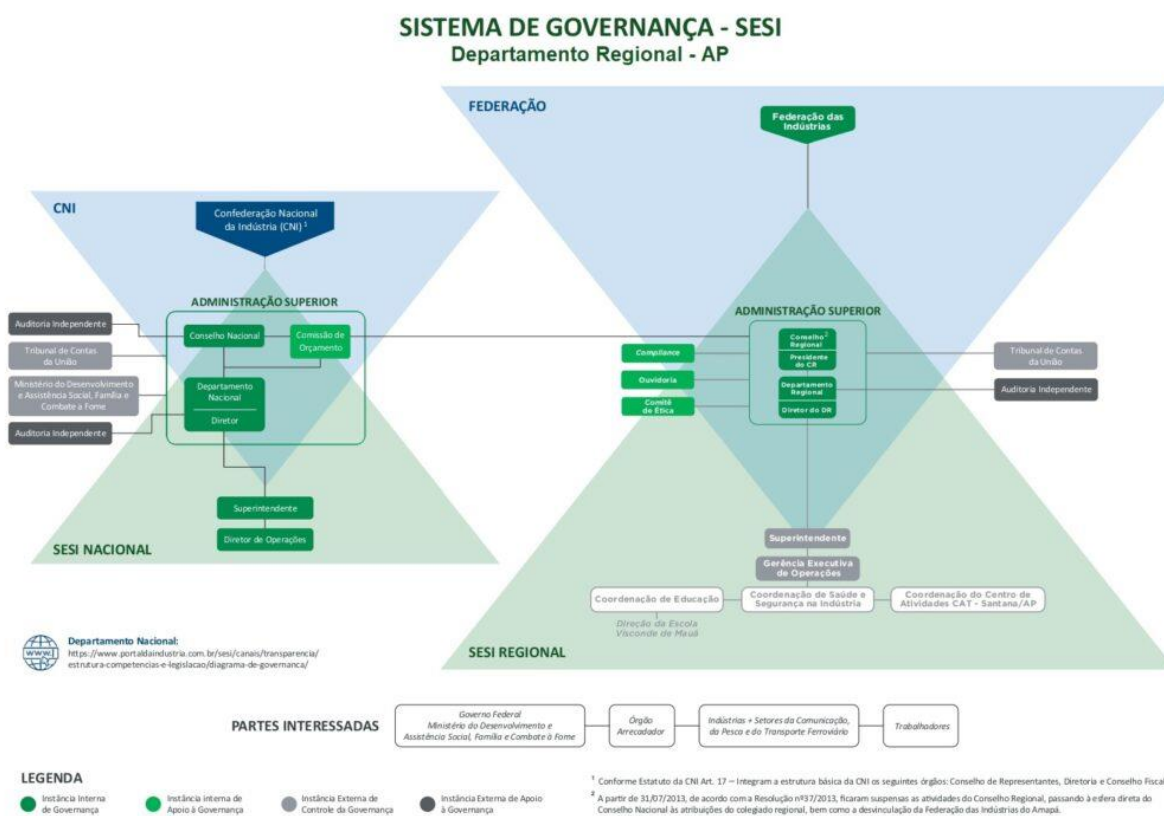 SISTEMA DE GOVERNANÇA - SESI
Departamento Regional - AP
FEDERAÇÃO
Federação das
Indústrias
CNI
Confederação Nacional
da Indústria (CNI) ¹
ADMINISTRAÇÃO SUPERIOR
Auditoria Independente
Tribunal de Contas
da União
Ministério do Desenvolvimento
e Assistência Social, Família e
Combate a Fome
Auditoria Independente
Conselho Nacional
Comissão de
Orçamento
Departamento
Nacional
Diretor
Superintendente
Diretor de Operações
SESI NACIONAL
ADMINISTRAÇÃO SUPERIOR
Compliance
Ouvidoria
Comitê
de Ética
Conselho²
Regional
Presidente
do CR
Departamento
Regional
Diretor do DR
Tribunal de Contas
da União
Auditoria Independente
Superintendente
Gerência Executiva
de Operações
Coordenação de Educação
Coordenação de Saúde e
Segurança na Indústria
Coordenação do Centro de
Atividades CAT - Santana/AP
Direção da Escola
Visconde de Mauá
SESI REGIONAL
www.
Departamento Nacional:
https://www.portaldaindustria.com.br/sesi/canais/transparencia/
estrutura-competencias-e-legislacao/diagrama-de-governanca/
PARTES INTERESSADAS
Governo Federal
Ministério do Desenvolvimento e
Assistência Social, Família e Combate à Fome
Órgão
Arrecadador
Indústrias + Setores da Comunicação,
da Pesca e do Transporte Ferroviário
Trabalhadores
LEGENDA
Instância Interna
de Governança
Instância interna de
Apoio à Governança
Instância Externa de
Controle da Governança
Instância Externa de Apoio
à Governança
¹ Conforme Estatuto da CNI Art. 17 – Integram a estrutura básica da CNI os seguintes órgãos: Conselho de Representantes, Diretoria e Conselho Fiscal
² A partir de 31/07/2013, de acordo com a Resolução nº37/2013, ficaram suspensas as atividades do Conselho Regional, passando à esfera direta do
Conselho Nacional às atribuições do colegiado regional, bem como a desvinculação da Federação das Indústrias do Amapá.